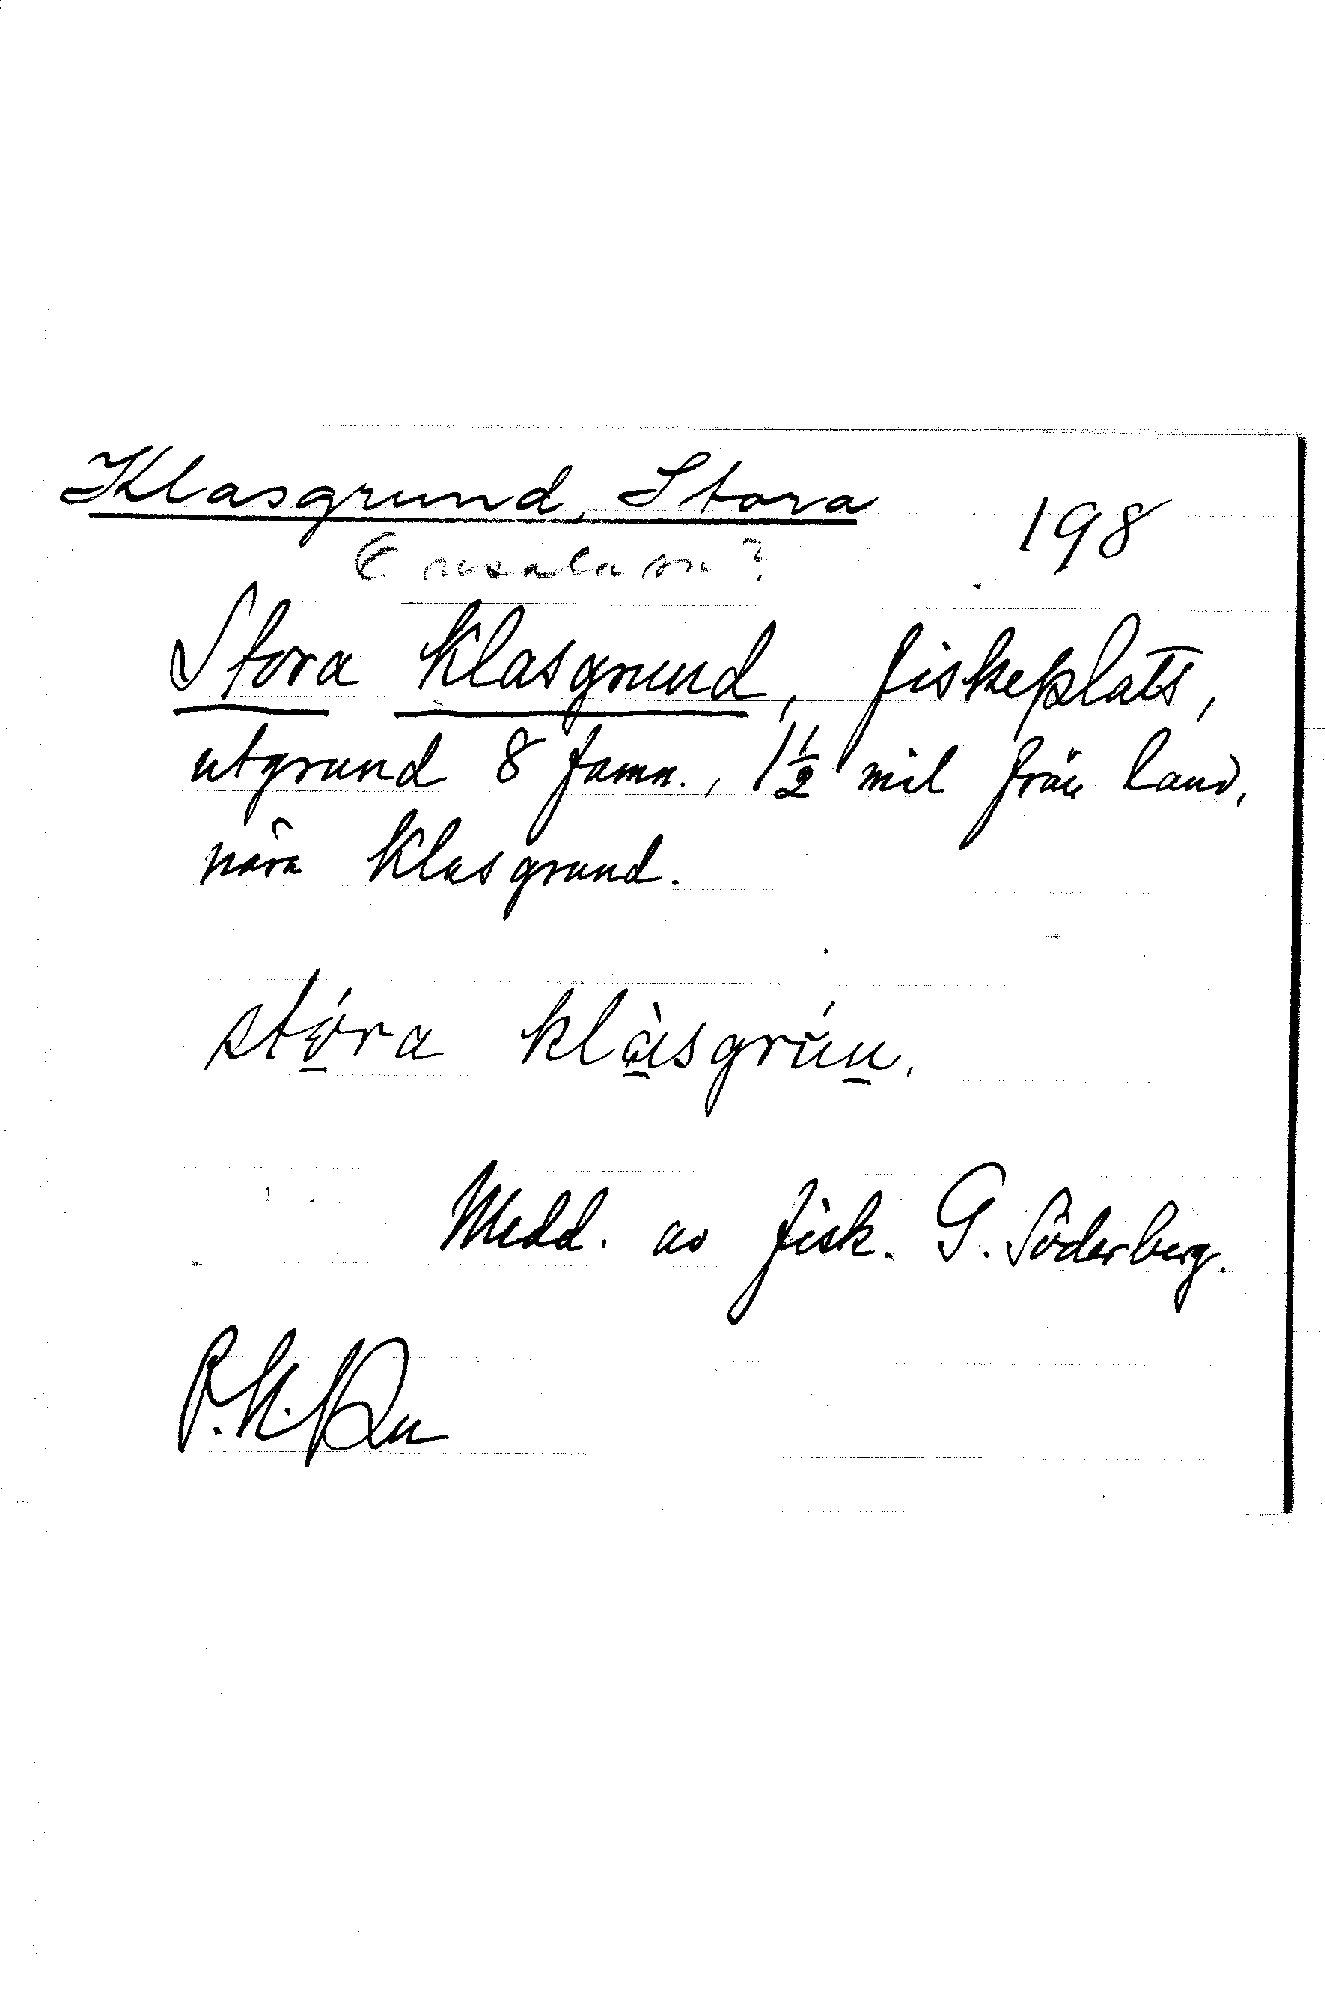 Klasgrund, Stora
198
Stora Klasgrund, fiskeplats,
utgrund 8 famn., 1½ mil från land,
nära Klasgrund.
stóra klàsgrún.
Medd. av fisk. G. Söderberg.